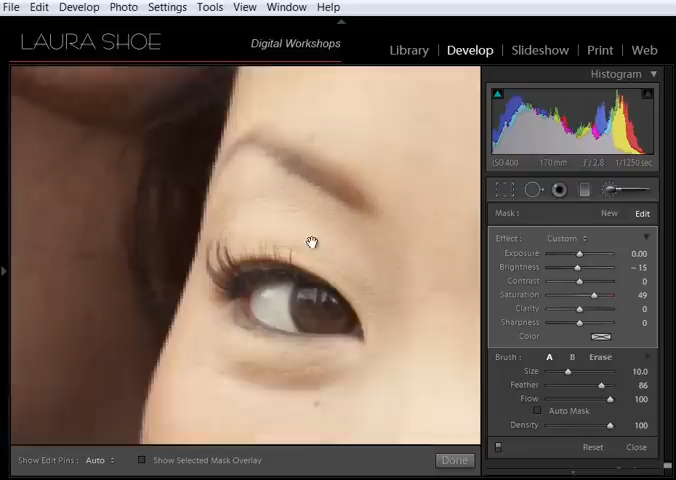 File Edit Develop Photo Settings Tools View Window Help
LAURA SHOE Digital Workshops
Library | Develop | Slideshow | Print | Web
Histogram
ISO 400 170 mm f / 2.8 1/1250 sec
Mask : New Edit
Effect : Custom
Exposure 0.00
Brightness – 15
Contrast 0
Saturation 49
Clarity 0
Sharpness 0
Color
Brush : A B Erase
Size 10.0
Feather 86
Flow 100
Auto Mask
Density 100
Reset Close
Show Edit Pins : Auto Show Selected Mask Overlay Done